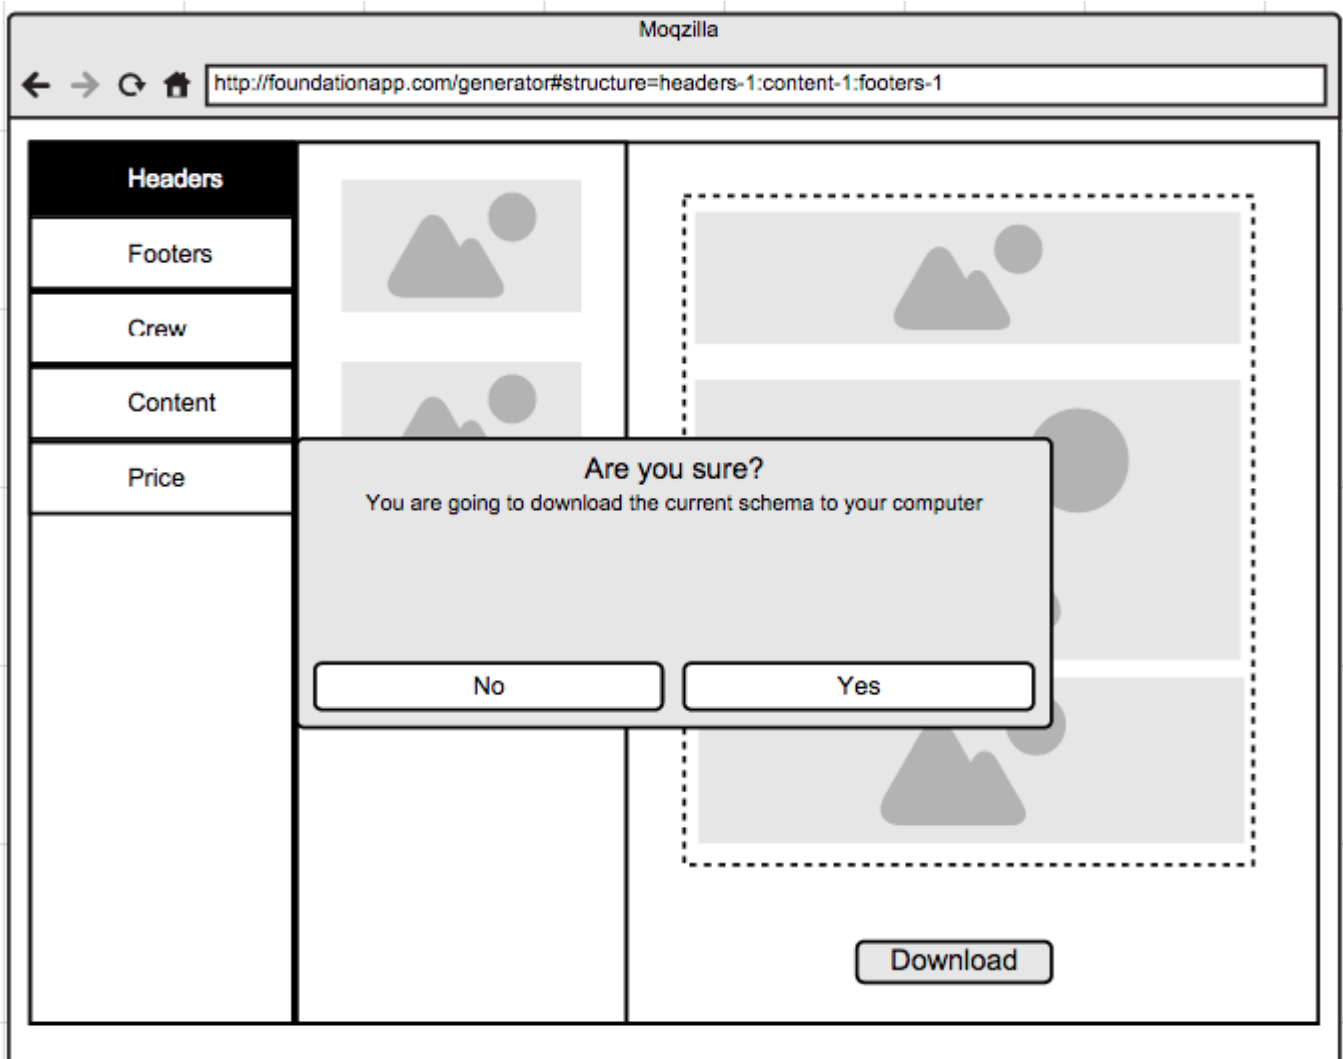 Moqzilla
http://foundationapp.com/generator#structure=headers-1:content-1:footers-1
Headers
Footers
Crew
Content
Price
Are you sure?
You are going to download the current schema to your computer
No
Yes
Download